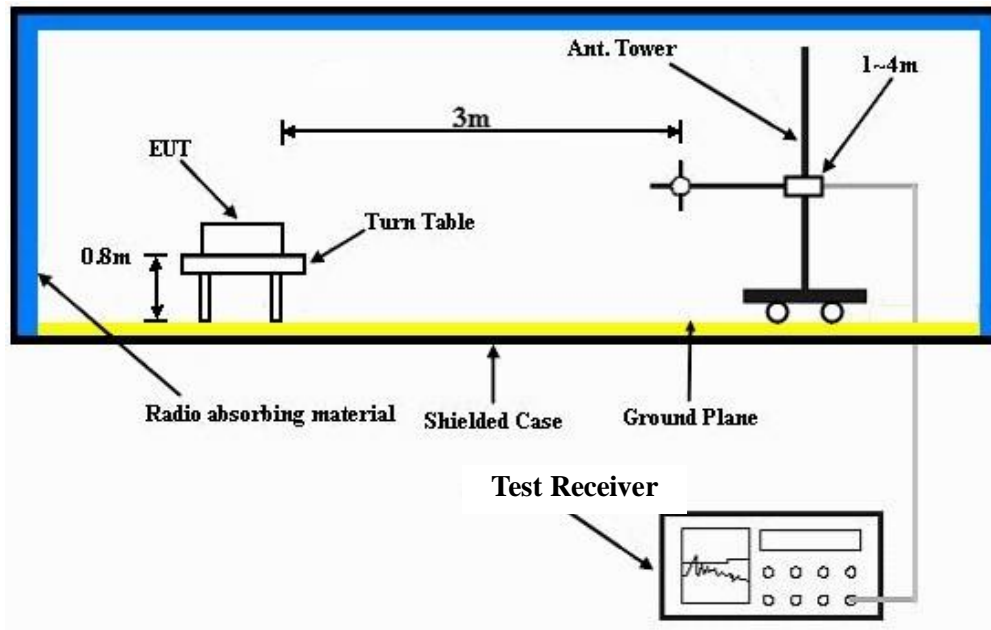 Ant. Tower
1~4m
3m
EUT
Turn Table
0.8m
Radio absorbing material
Shielded Case
Ground Plane
Test Receiver